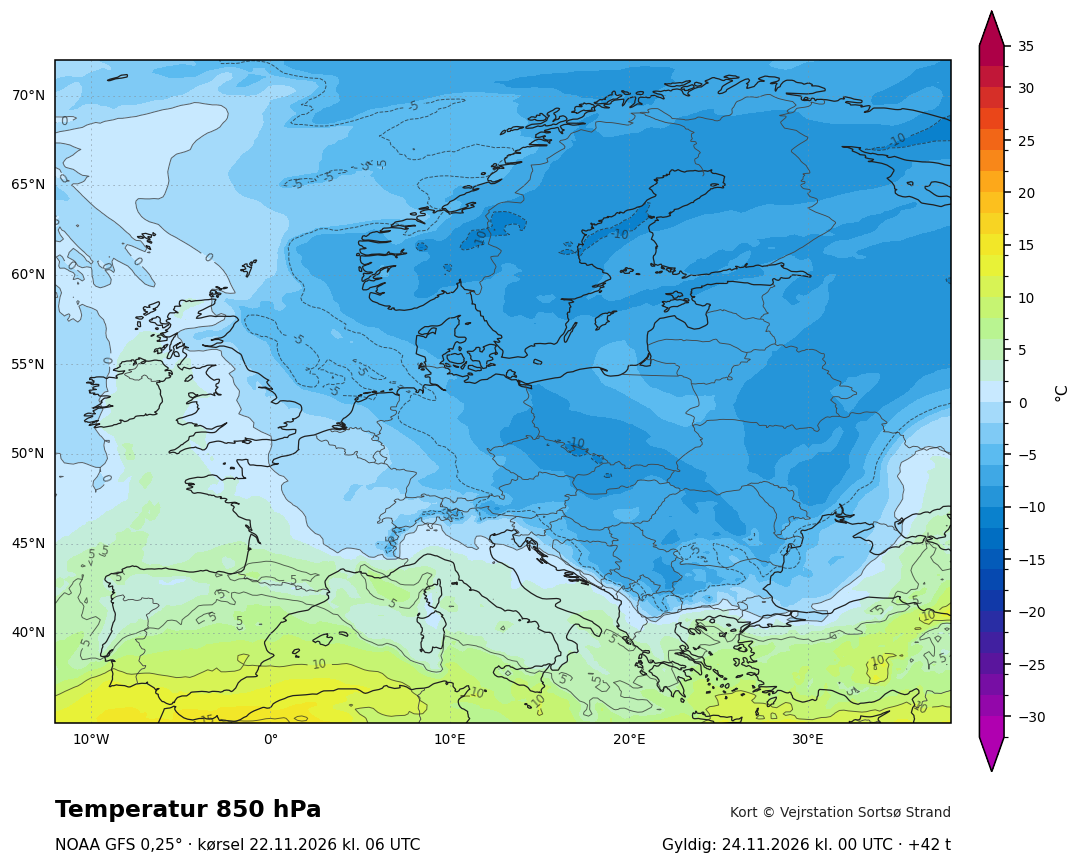 35
30
25
20
15
10
5
0
−5
−10
−15
−20
−25
−30
°C
70°N
65°N
60°N
55°N
50°N
45°N
40°N
10°W 0° 10°E 20°E 30°E
Temperatur 850 hPa
Kort © Vejrstation Sortsø Strand
NOAA GFS 0,25° · kørsel 22.11.2026 kl. 06 UTC
Gyldig: 24.11.2026 kl. 00 UTC · +42 t